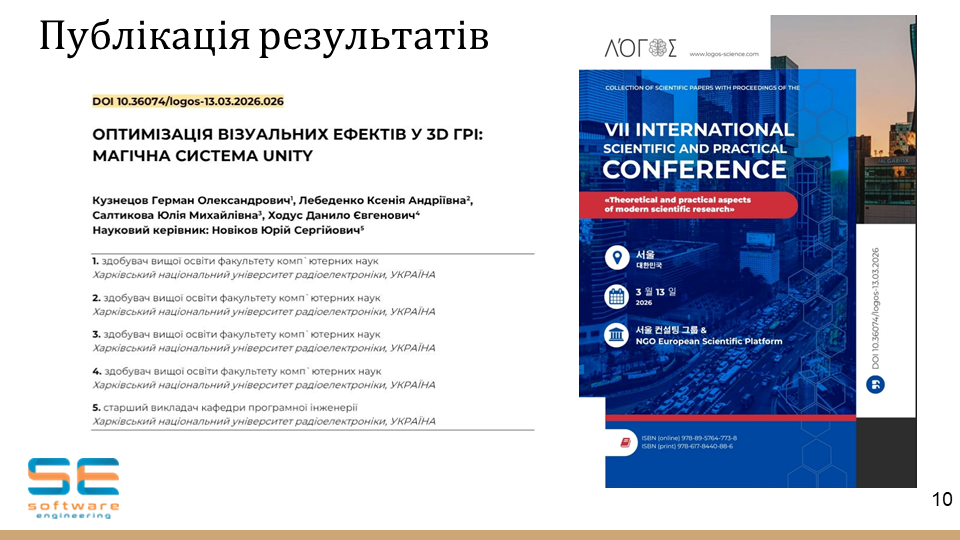 Публікація результатів
DOI 10.36074/logos-13.03.2026.026
ОПТИМІЗАЦІЯ ВІЗУАЛЬНИХ ЕФЕКТІВ У 3D ГРІ:
МАГІЧНА СИСТЕМА UNITY
Кузнецов Герман Олександрович¹, Лебеденко Ксенія Андріївна²,
Салтикова Юлія Михайлівна³, Ходус Данило Євгенович⁴
Науковий керівник: Новіков Юрій Сергійович⁵
1. здобувач вищої освіти факультету комп`ютерних наук
Харківський національний університет радіоелектроніки, УКРАЇНА
2. здобувач вищої освіти факультету комп`ютерних наук
Харківський національний університет радіоелектроніки, УКРАЇНА
3. здобувач вищої освіти факультету комп`ютерних наук
Харківський національний університет радіоелектроніки, УКРАЇНА
4. здобувач вищої освіти факультету комп`ютерних наук
Харківський національний університет радіоелектроніки, УКРАЇНА
5. старший викладач кафедри програмної інженерії
Харківський національний університет радіоелектроніки, УКРАЇНА
SE
software
engineering
ΛΌΓΟΣ
www.logos-science.com
COLLECTION OF SCIENTIFIC PAPERS WITH PROCEEDINGS OF THE
VII INTERNATIONAL
SCIENTIFIC AND PRACTICAL
CONFERENCE
«Theoretical and practical aspects
of modern scientific research»
서울
대한민국
3 월 13 일
2026
서울 컨설팅 그룹 &
NGO European Scientific Platform
DOI 10.36074/logos-13.03.2026
ISBN (online) 978-89-5764-773-8
ISBN (print) 978-617-8440-88-6
10